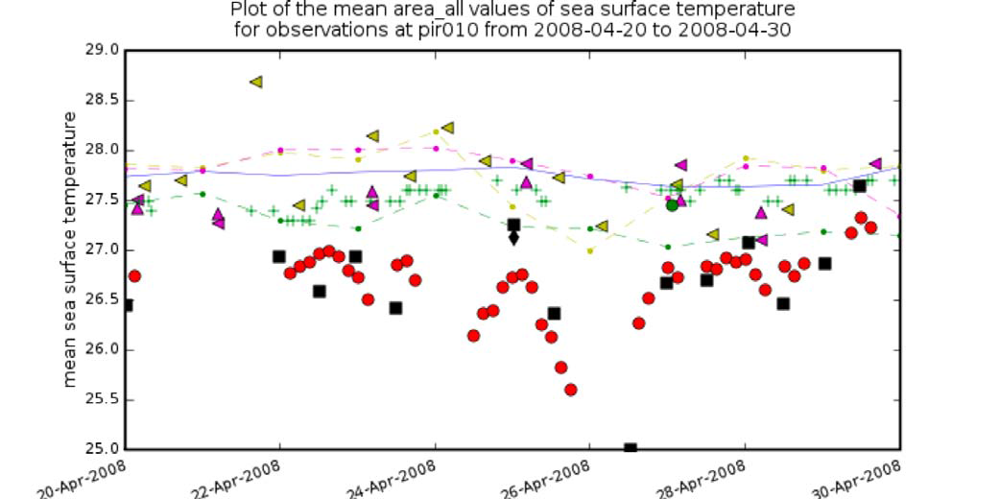 Plot of the mean area_all values of sea surface temperature
for observations at pir010 from 2008-04-20 to 2008-04-30
mean sea surface temperature
29.0
28.5
28.0
27.5
27.0
26.5
26.0
25.5
25.0
20-Apr-2008
22-Apr-2008
24-Apr-2008
26-Apr-2008
28-Apr-2008
30-Apr-2008